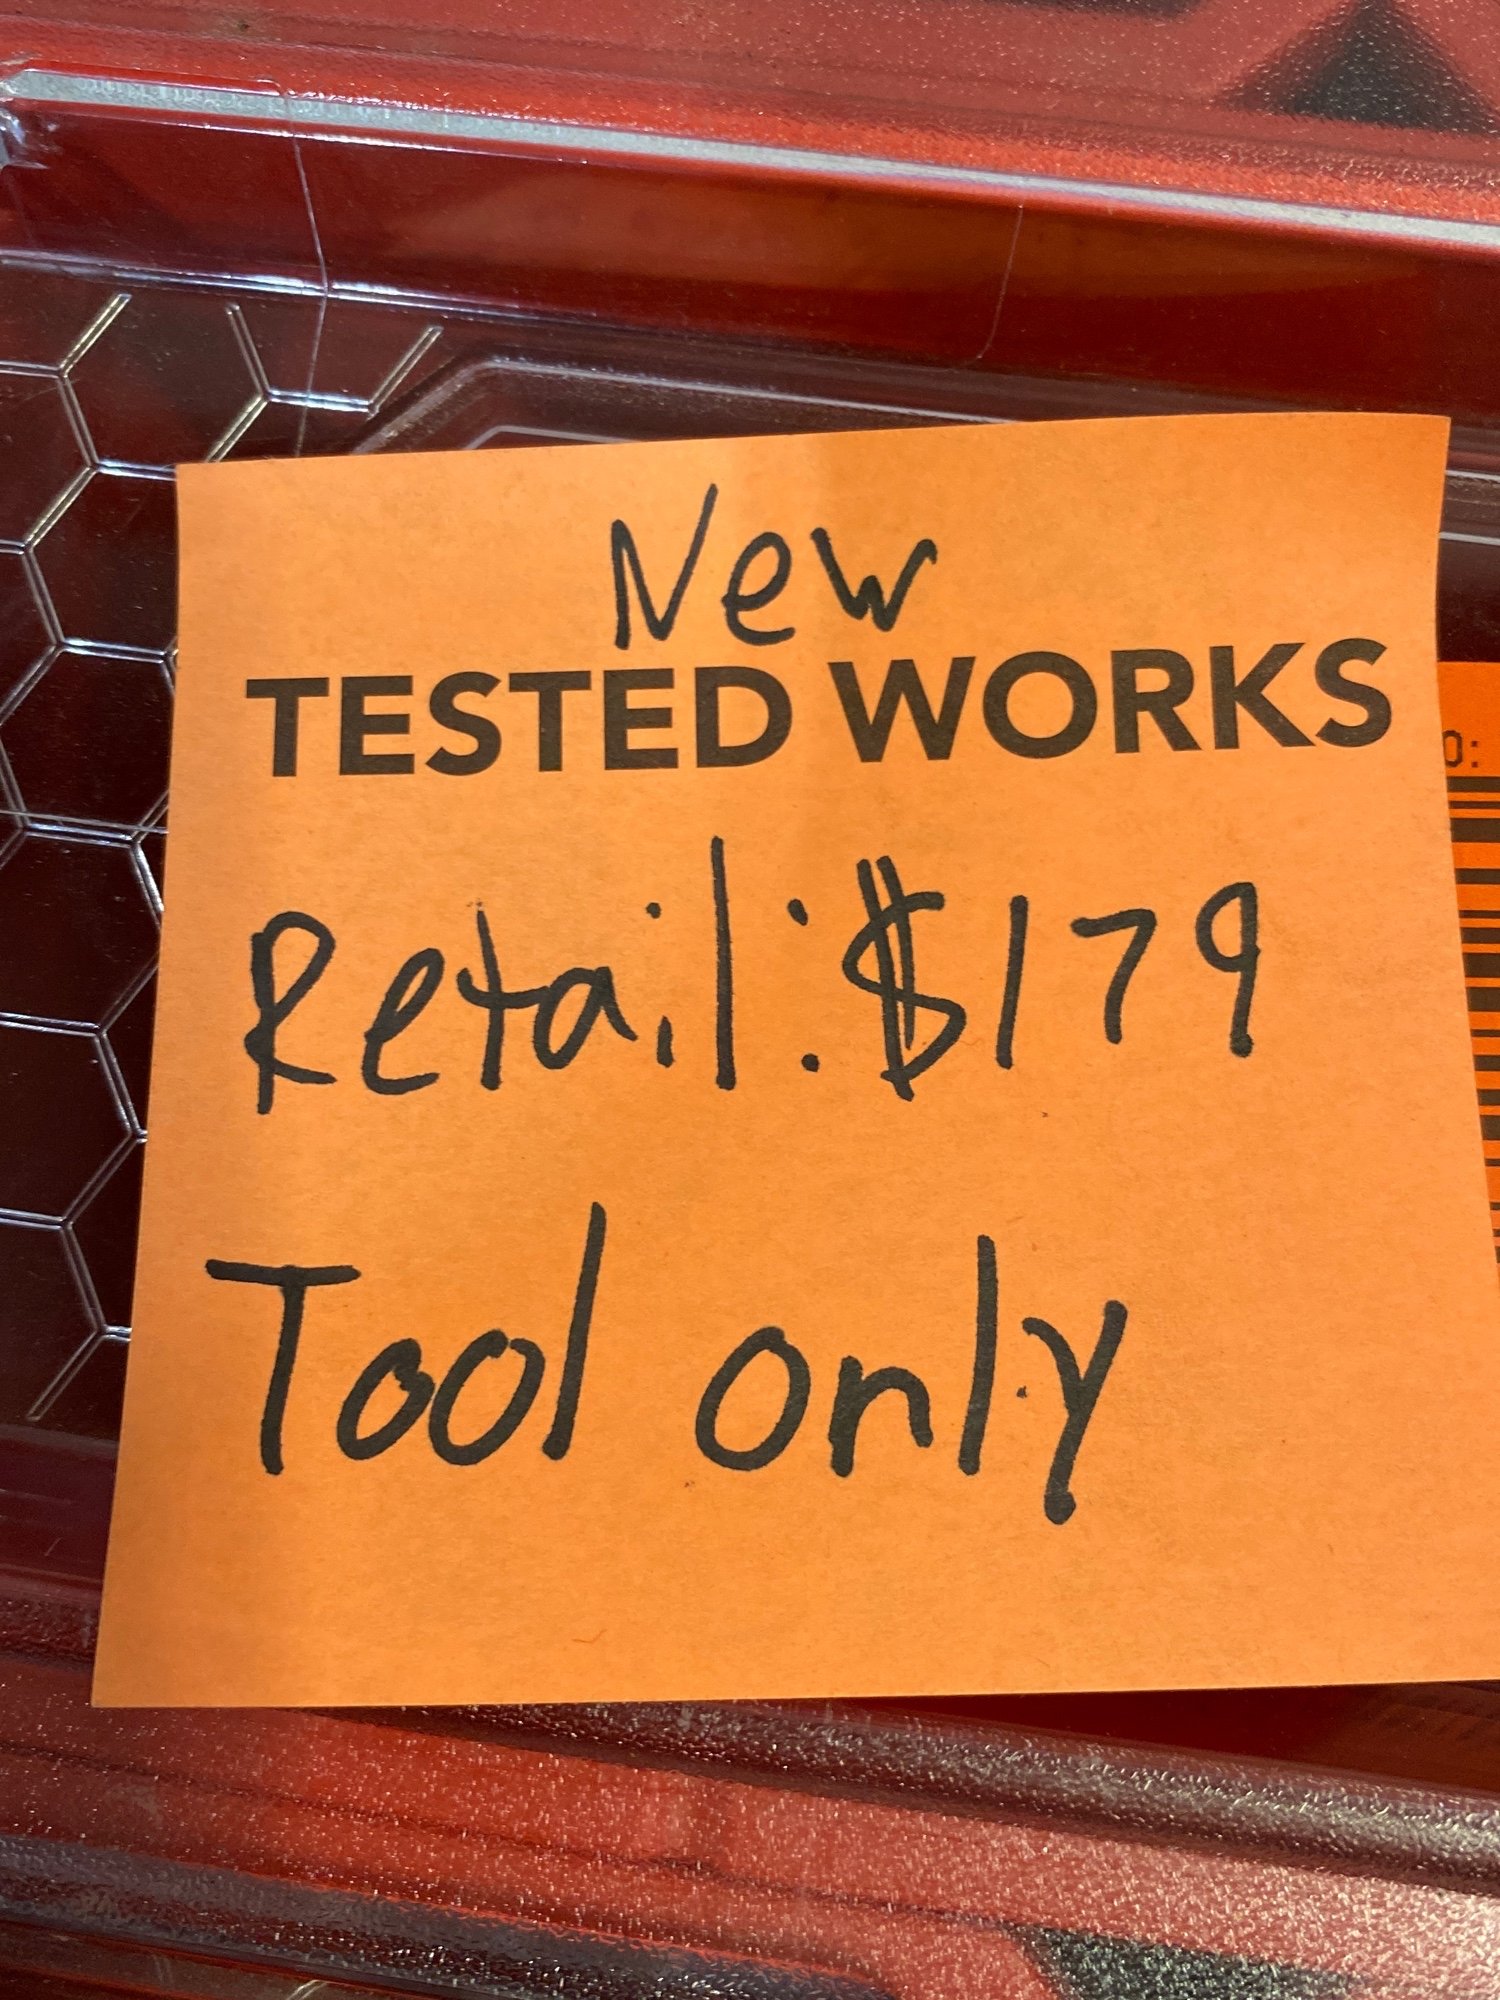 New
TESTED WORKS
Retail: $179
Tool only
O: